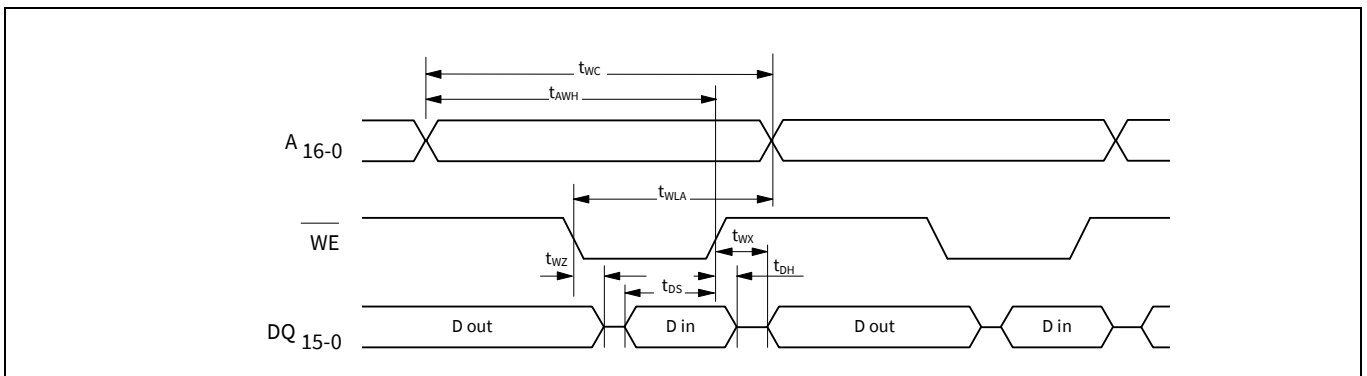 tWC
tAWH
A 16-0
tWLA
WE
tWX
tWZ
tDH
tDS
D out
D in
D out
D in
DQ 15-0